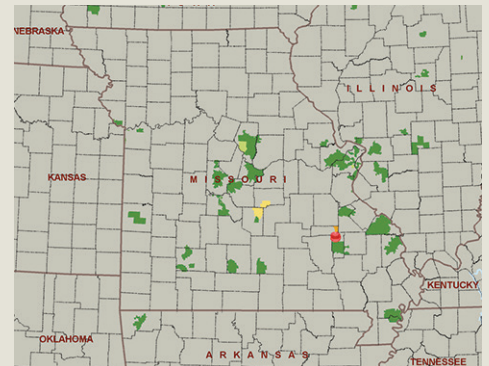 NEBRASKA
ILLINOIS
KANSAS
MISSOURI
KENTUCKY
OKLAHOMA
ARKANSAS
TENNESSEE